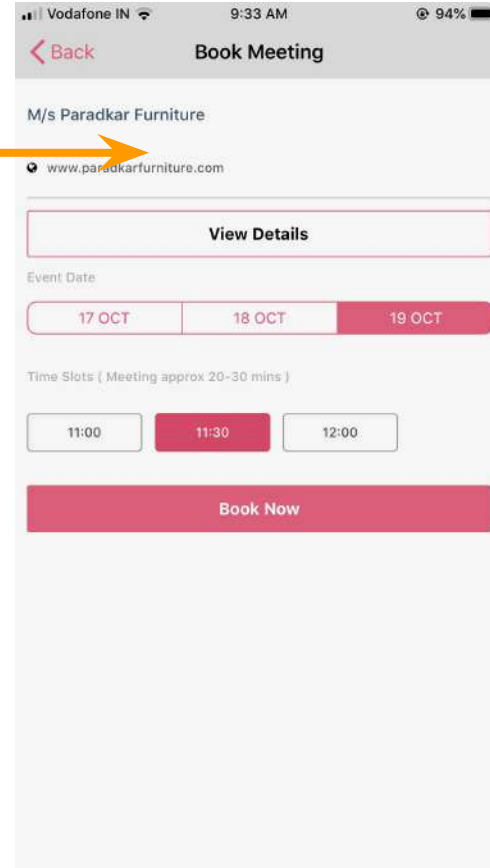 Vodafone IN 9:33 AM 94%
Back Book Meeting
M/s Paradkar Furniture
www.paradkarfurniture.com
View Details
Event Date
17 OCT 18 OCT 19 OCT
Time Slots ( Meeting approx 20-30 mins )
11:00 11:30 12:00
Book Now